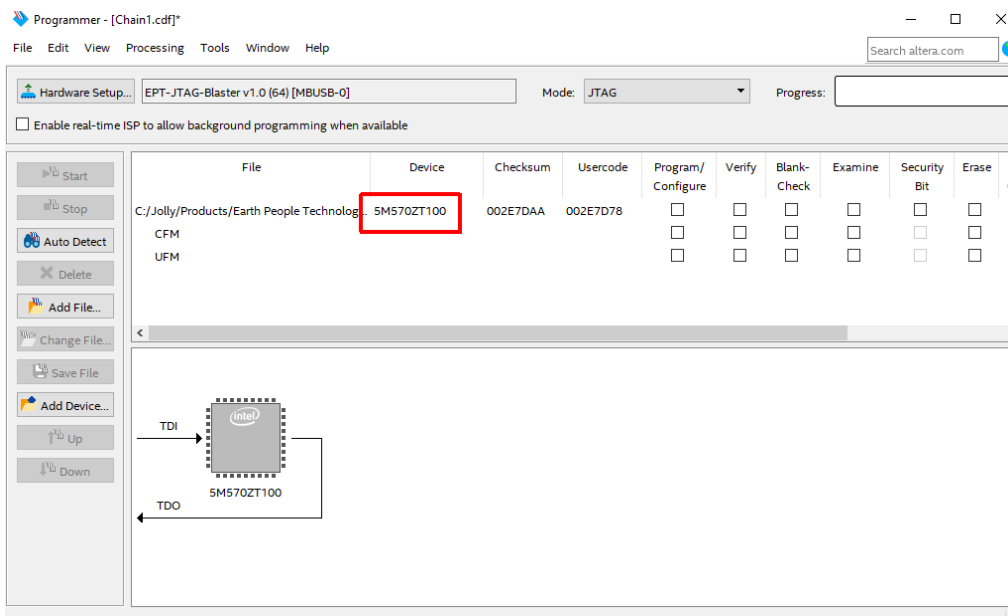 Programmer - [Chain1.cdf]*
File Edit View Processing Tools Window Help
Search altera.com
Hardware Setup... EPT-JTAG-Blaster v1.0 (64) [MBUSB-0] Mode: JTAG Progress:
Enable real-time ISP to allow background programming when available
Start
Stop
Auto Detect
Delete
Add File...
Change File...
Save File
Add Device...
Up
Down
File Device Checksum Usercode Program/ Verify Blank- Examine Security Erase
Configure Check Bit
C:/Jolly/Products/Earth People Technolog... 5M570ZT100 002E7DAA 002E7D78
CFM
UFM
intel
TDI
5M570ZT100
TDO